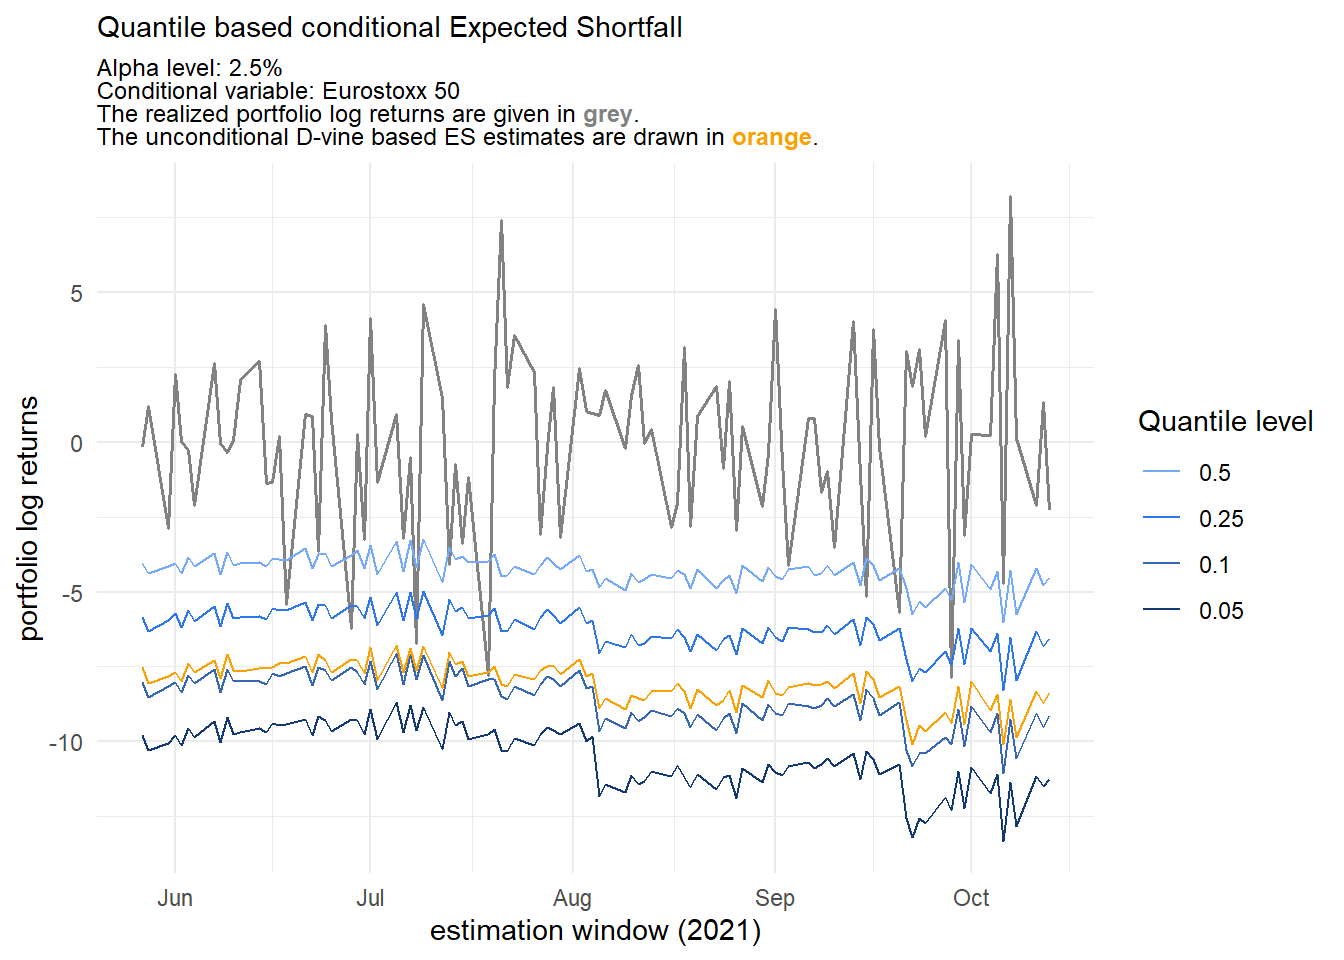 Quantile based conditional Expected Shortfall
Alpha level: 2.5%
Conditional variable: Eurostoxx 50
The realized portfolio log returns are given in grey.
The unconditional D-vine based ES estimates are drawn in orange.
portfolio log returns
5
0
-5
-10
Jun
Jul
Aug
Sep
Oct
estimation window (2021)
Quantile level
0.5
0.25
0.1
0.05